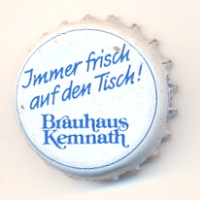 Immer frisch
auf den Tisch!
Brauhaus
Kemnath